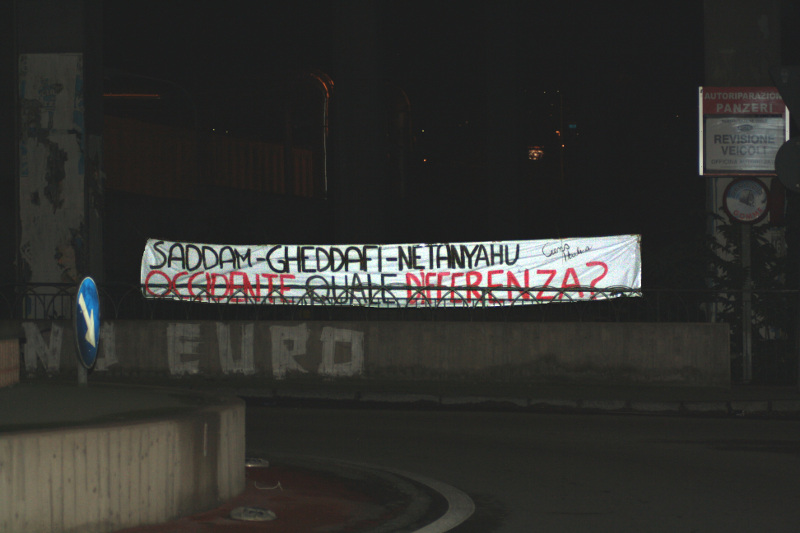 AUTORIPARAZIONI
PANZERI
REVISIONE
VEICOLI
SADDAM-GHEDDAFI-NETANYAHU
OCCIDENTE QUALE DIFFERENZA?
NO EURO